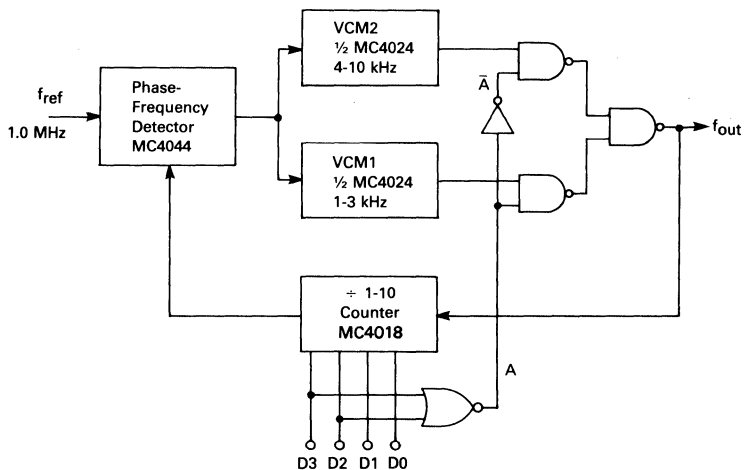 VCM2
½ MC4024
4-10 kHz
f_ref
1.0 MHz
Phase-
Frequency
Detector
MC4044
A̅
f_out
VCM1
½ MC4024
1-3 kHz
÷ 1-10
Counter
MC4018
A
D3 D2 D1 D0